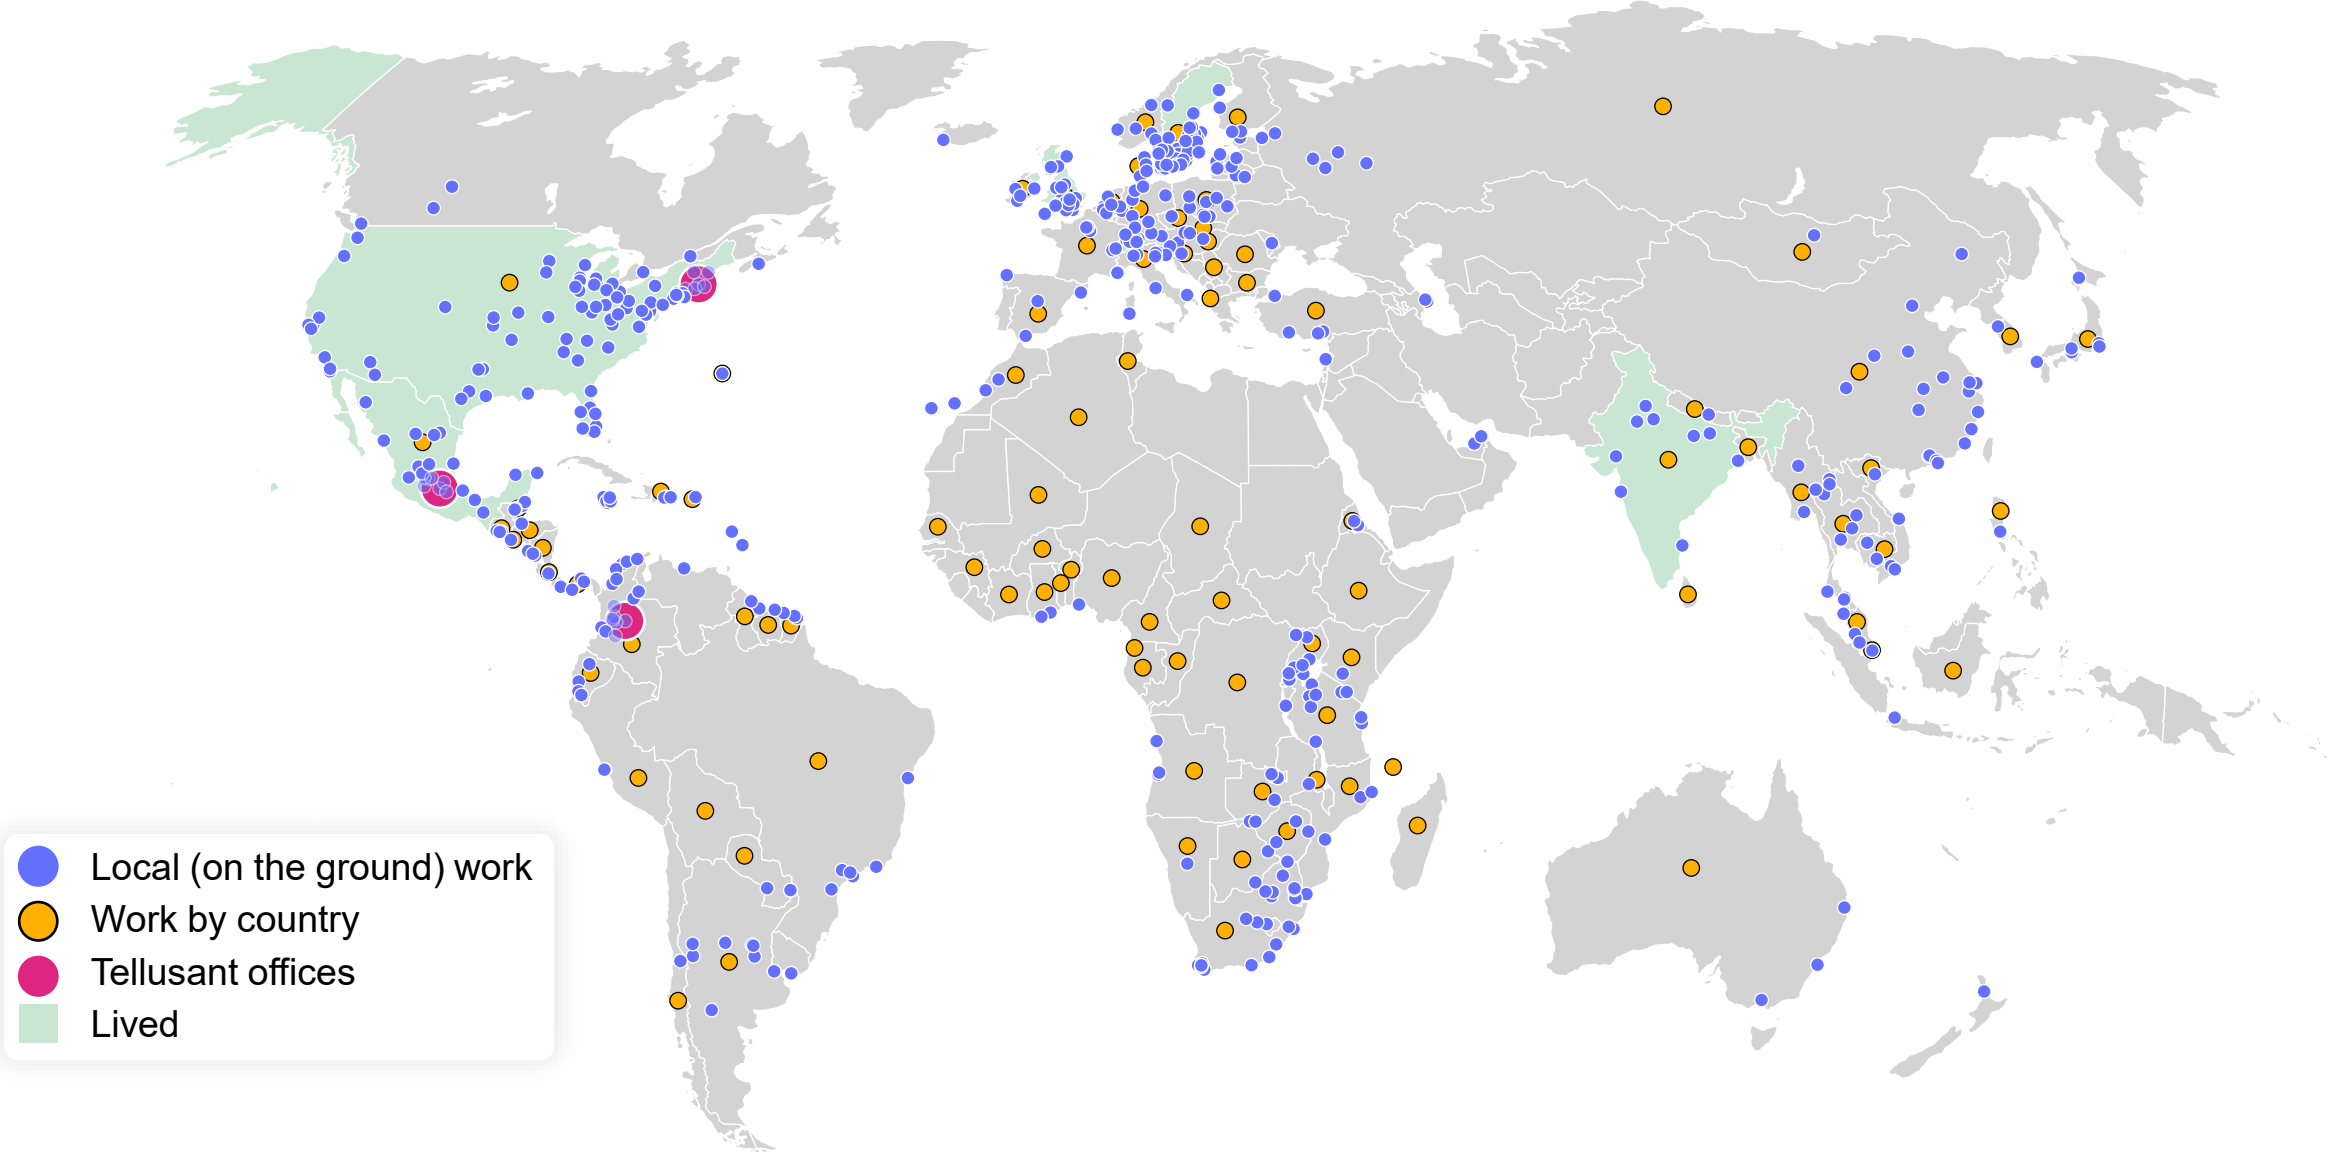 Local (on the ground) work
Work by country
Tellusant offices
Lived